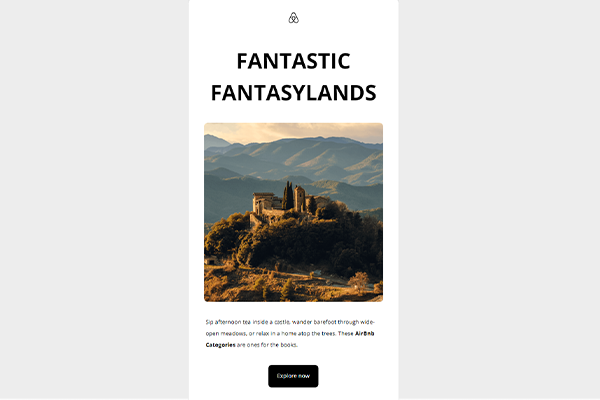 FANTASTIC
FANTASYLANDS
Sip afternoon tea inside a castle, wander barefoot through wide-
open meadows, or relax in a home atop the trees. These AirBnb
Categories are ones for the books.
Explore now